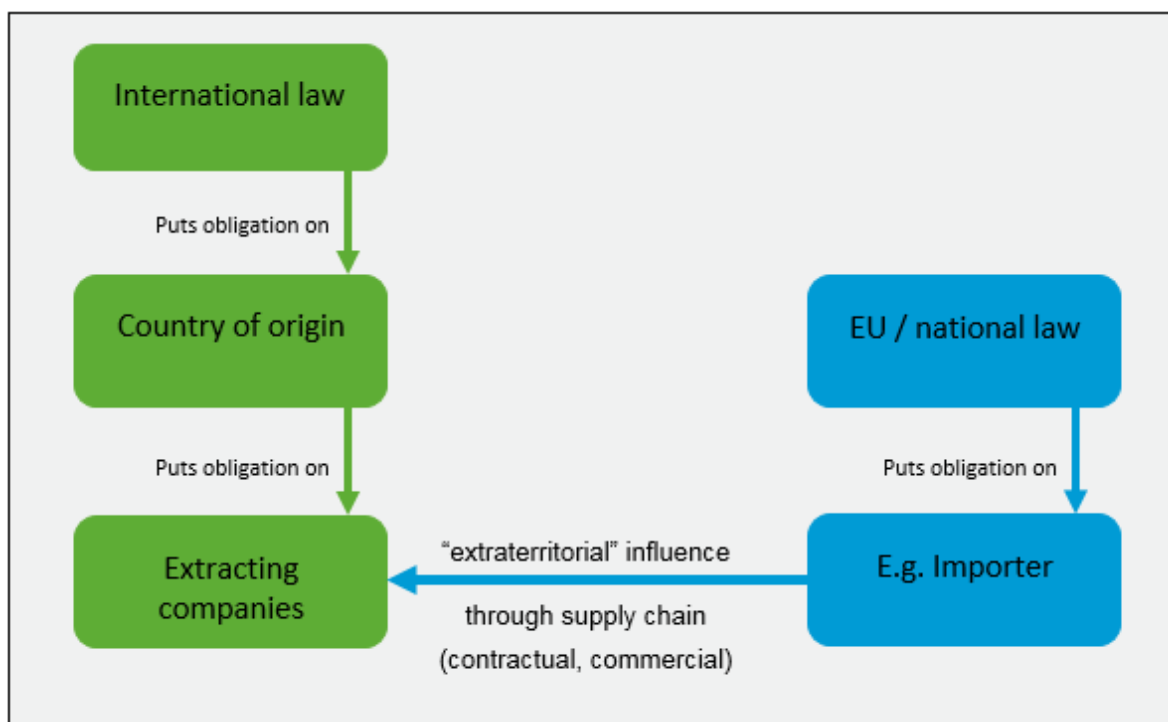 International law
Puts obligation on
Country of origin
EU / national law
Puts obligation on
Puts obligation on
Extracting
companies
“extraterritorial” influence
through supply chain
(contractual, commercial)
E.g. Importer